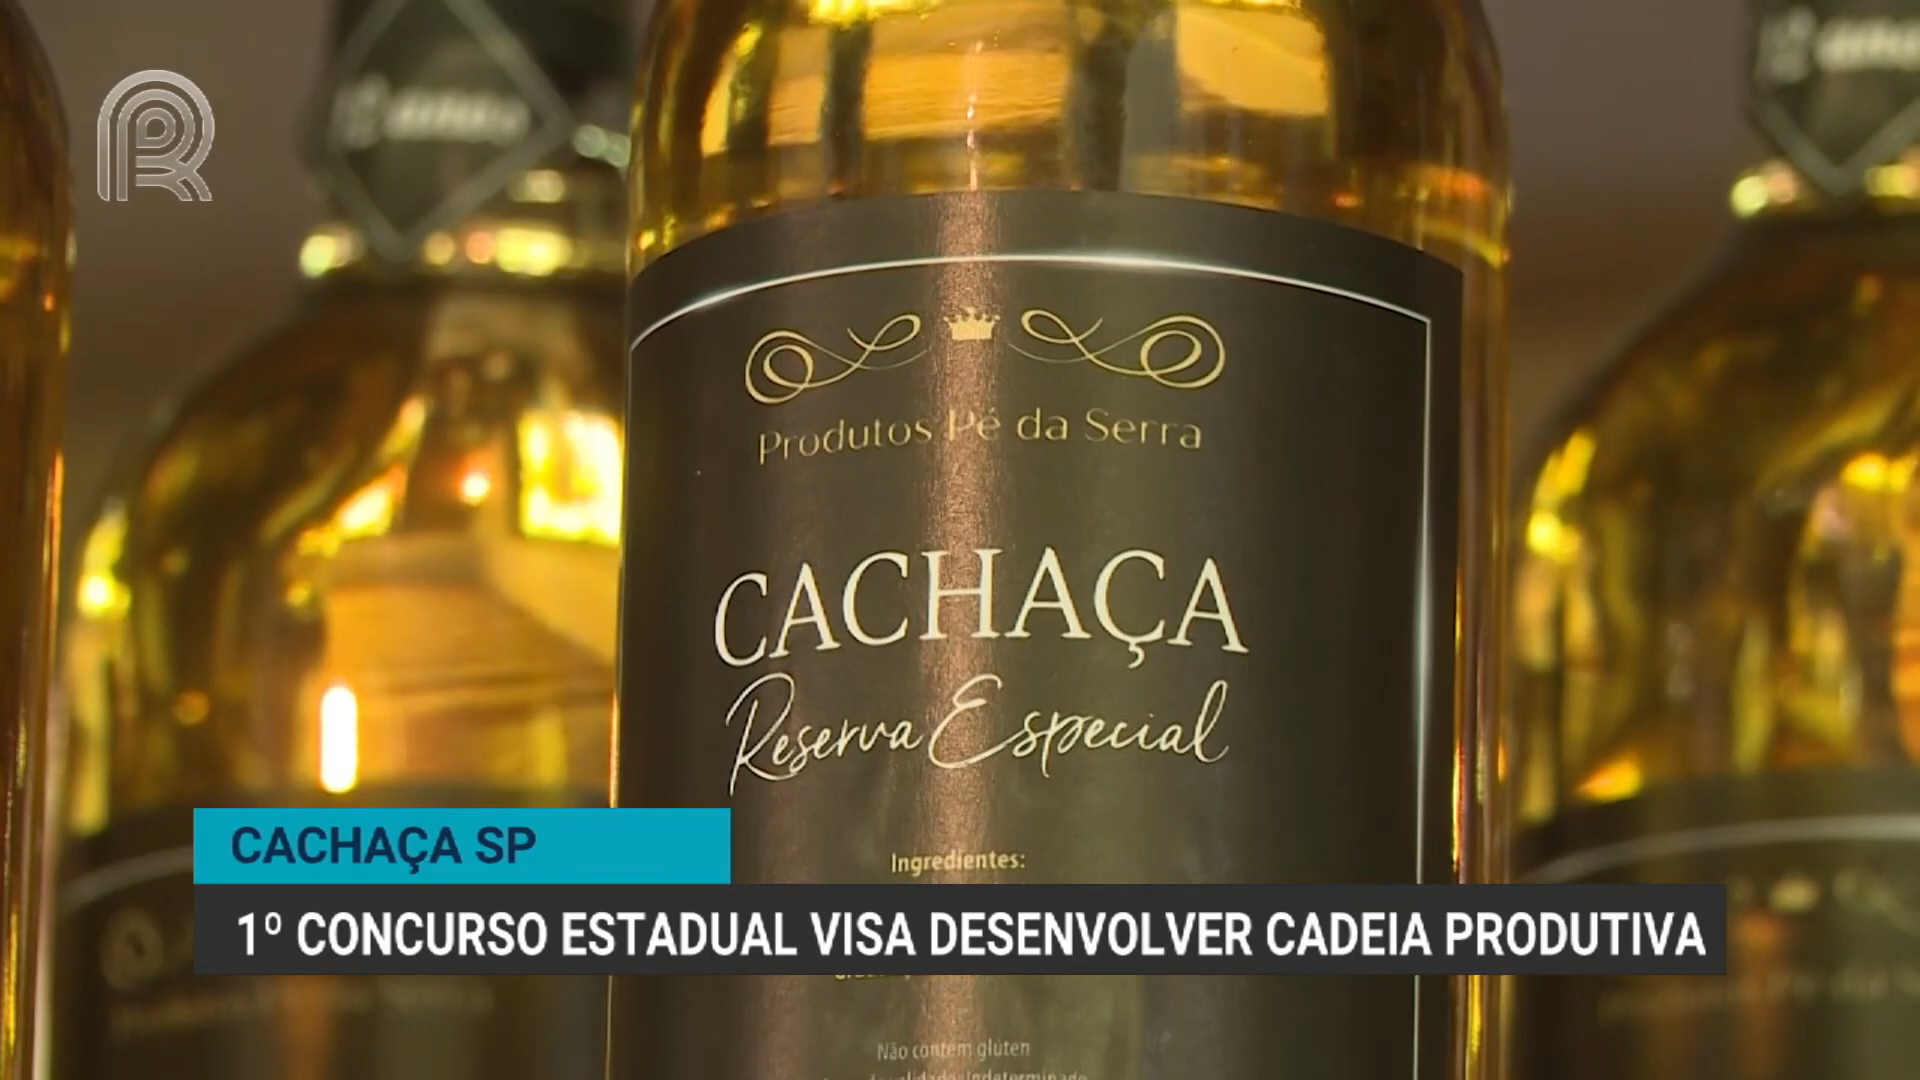 Produtos Pé da Serra
CACHAÇA
Reserva Especial
Ingredientes:
CACHAÇA SP
1º CONCURSO ESTADUAL VISA DESENVOLVER CADEIA PRODUTIVA
Não contém glúten